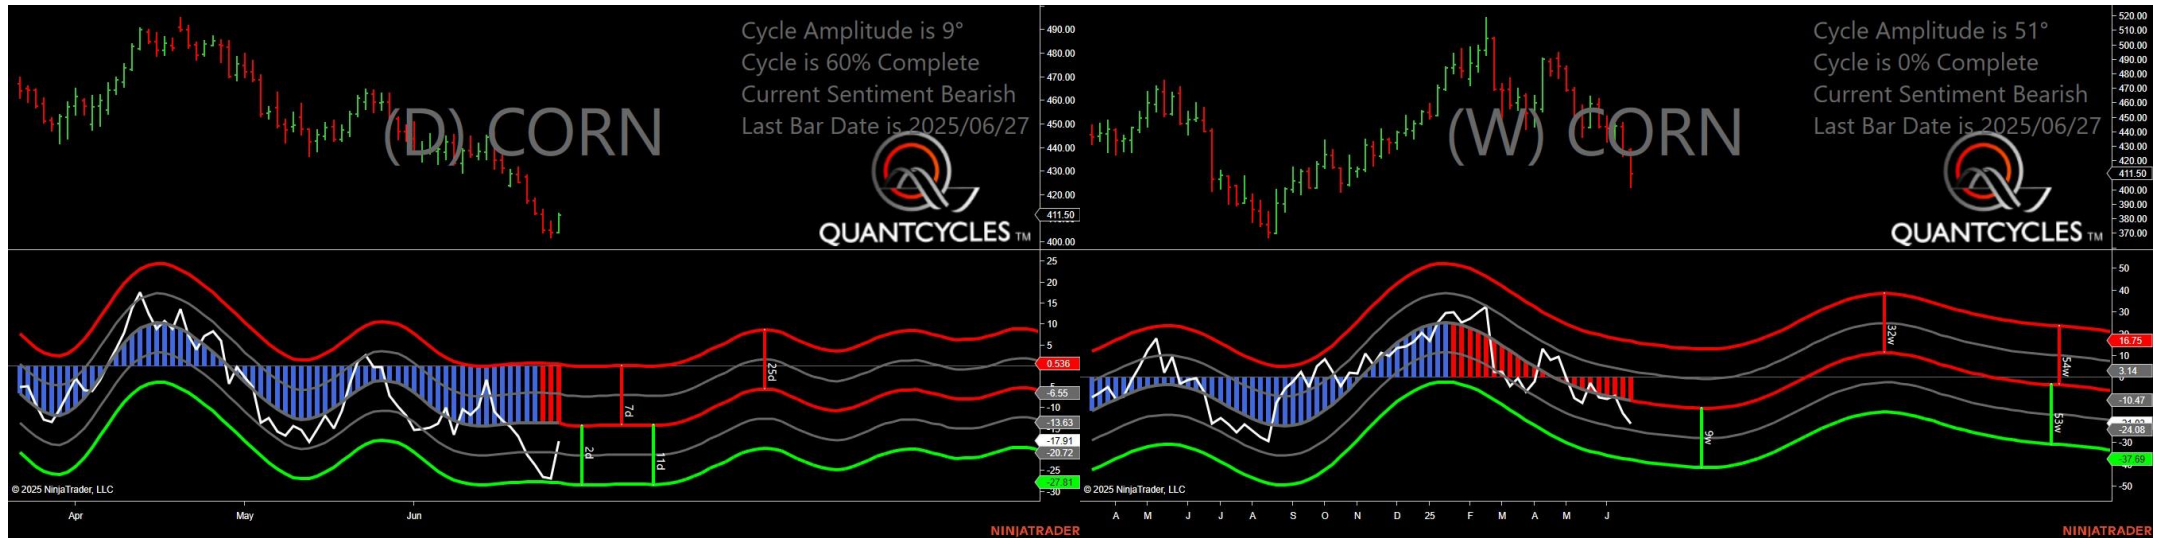 Cycle Amplitude is 9°
Cycle is 60% Complete
Current Sentiment Bearish
Last Bar Date is 2025/06/27
(D) CORN
QUANTCYCLES TM
490.00
480.00
470.00
460.00
450.00
440.00
430.00
420.00
411.50
400.00
25
20
15
10
5
0.536
-6.55
-10
-13.63
-17.91
-20.72
-25
-27.81
-30
2d
7d
11d
25d
© 2025 NinjaTrader, LLC
Apr
May
Jun
NINJATRADER
Cycle Amplitude is 51°
Cycle is 0% Complete
Current Sentiment Bearish
Last Bar Date is 2025/06/27
(W) CORN
QUANTCYCLES TM
520.00
510.00
500.00
490.00
480.00
470.00
460.00
450.00
440.00
430.00
420.00
411.50
400.00
390.00
380.00
370.00
50
40
30
20
16.75
10
3.14
-10.47
-24.08
-30
-37.69
-50
9w
32w
54w
53w
© 2025 NinjaTrader, LLC
A M J J A S O N D 25 F M A M J
NINJATRADER